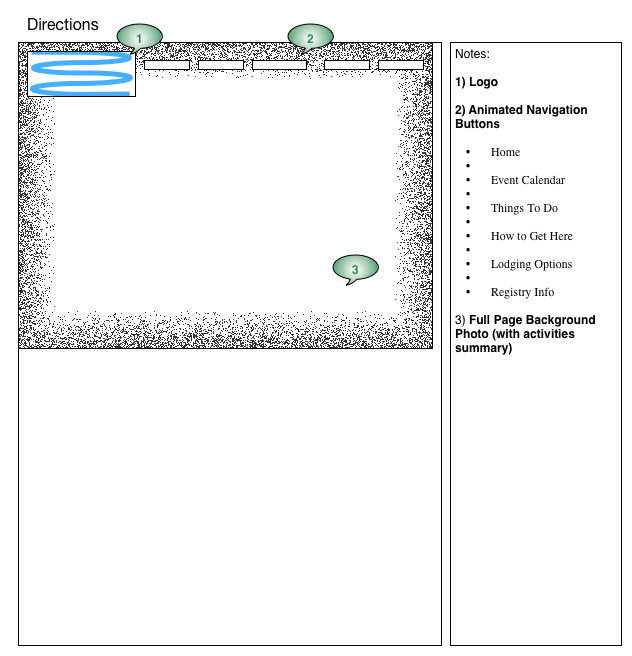 Directions
1
2
3
Notes:
1) Logo
2) Animated Navigation
Buttons
• Home
•
• Event Calendar
•
• Things To Do
•
• How to Get Here
•
• Lodging Options
•
• Registry Info
3) Full Page Background
Photo (with activities
summary)